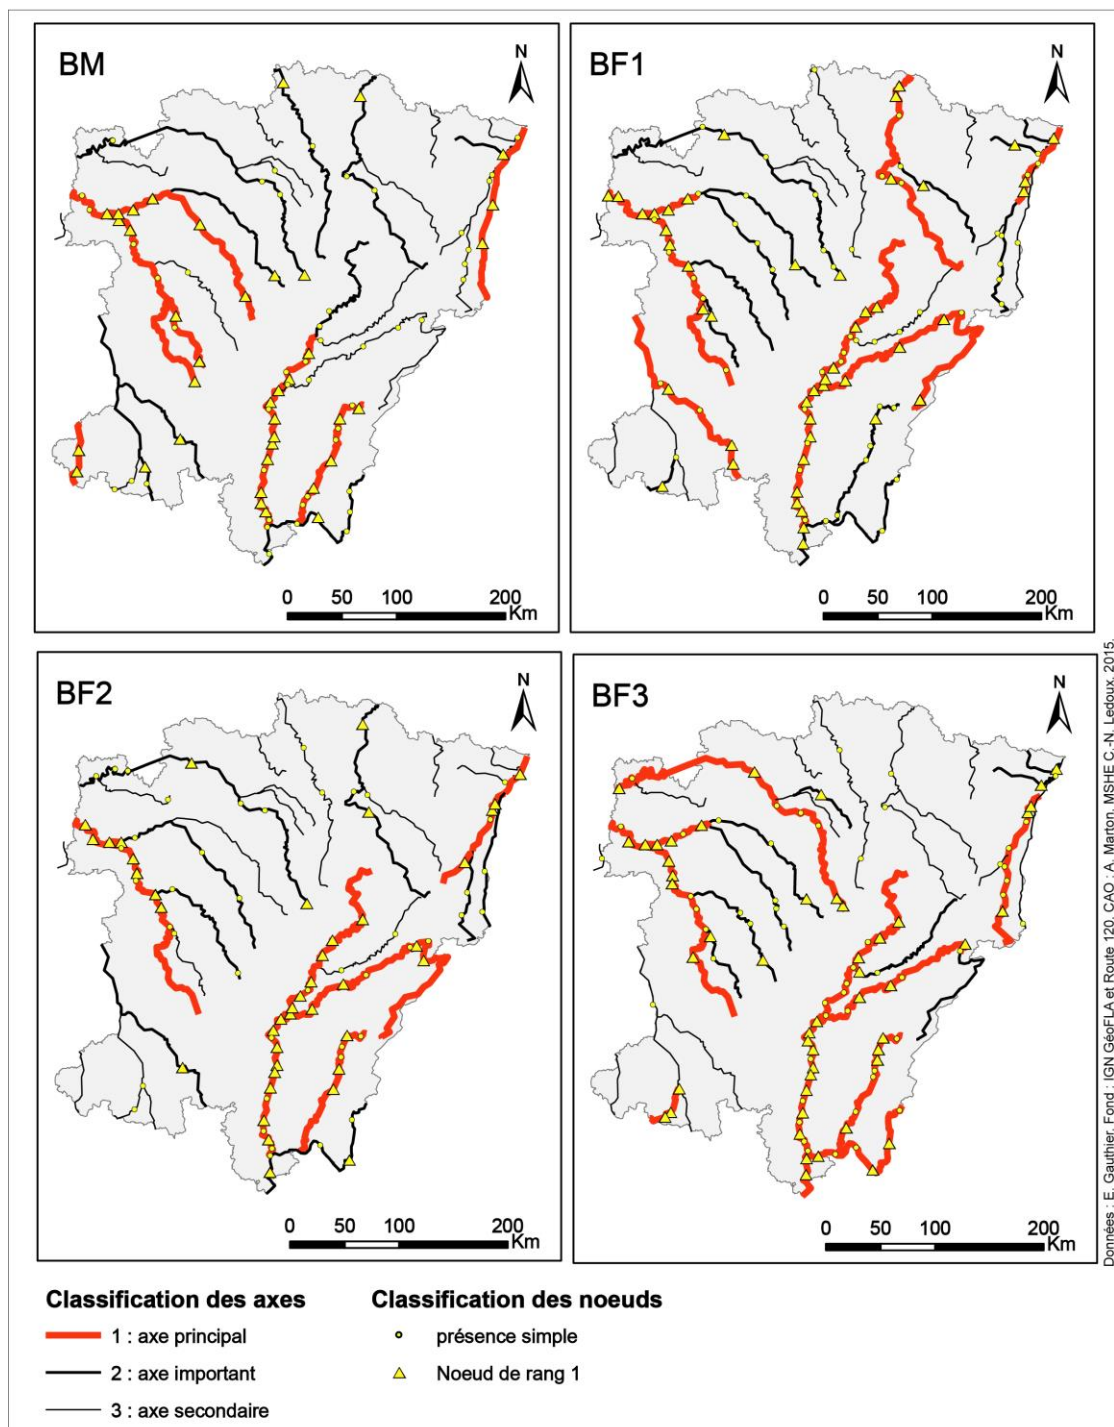 BM
N
0 50 100 200
Km
BF1
N
0 50 100 200
Km
BF2
N
0 50 100 200
Km
BF3
N
0 50 100 200
Km
Données : E. Gauthier, Fond : IGN GéoFLA et Route 120, CAO : A. Marton, MSHE C.-N. Ledoux, 2015.
Classification des axes
1 : axe principal
2 : axe important
3 : axe secondaire
Classification des noeuds
présence simple
Noeud de rang 1